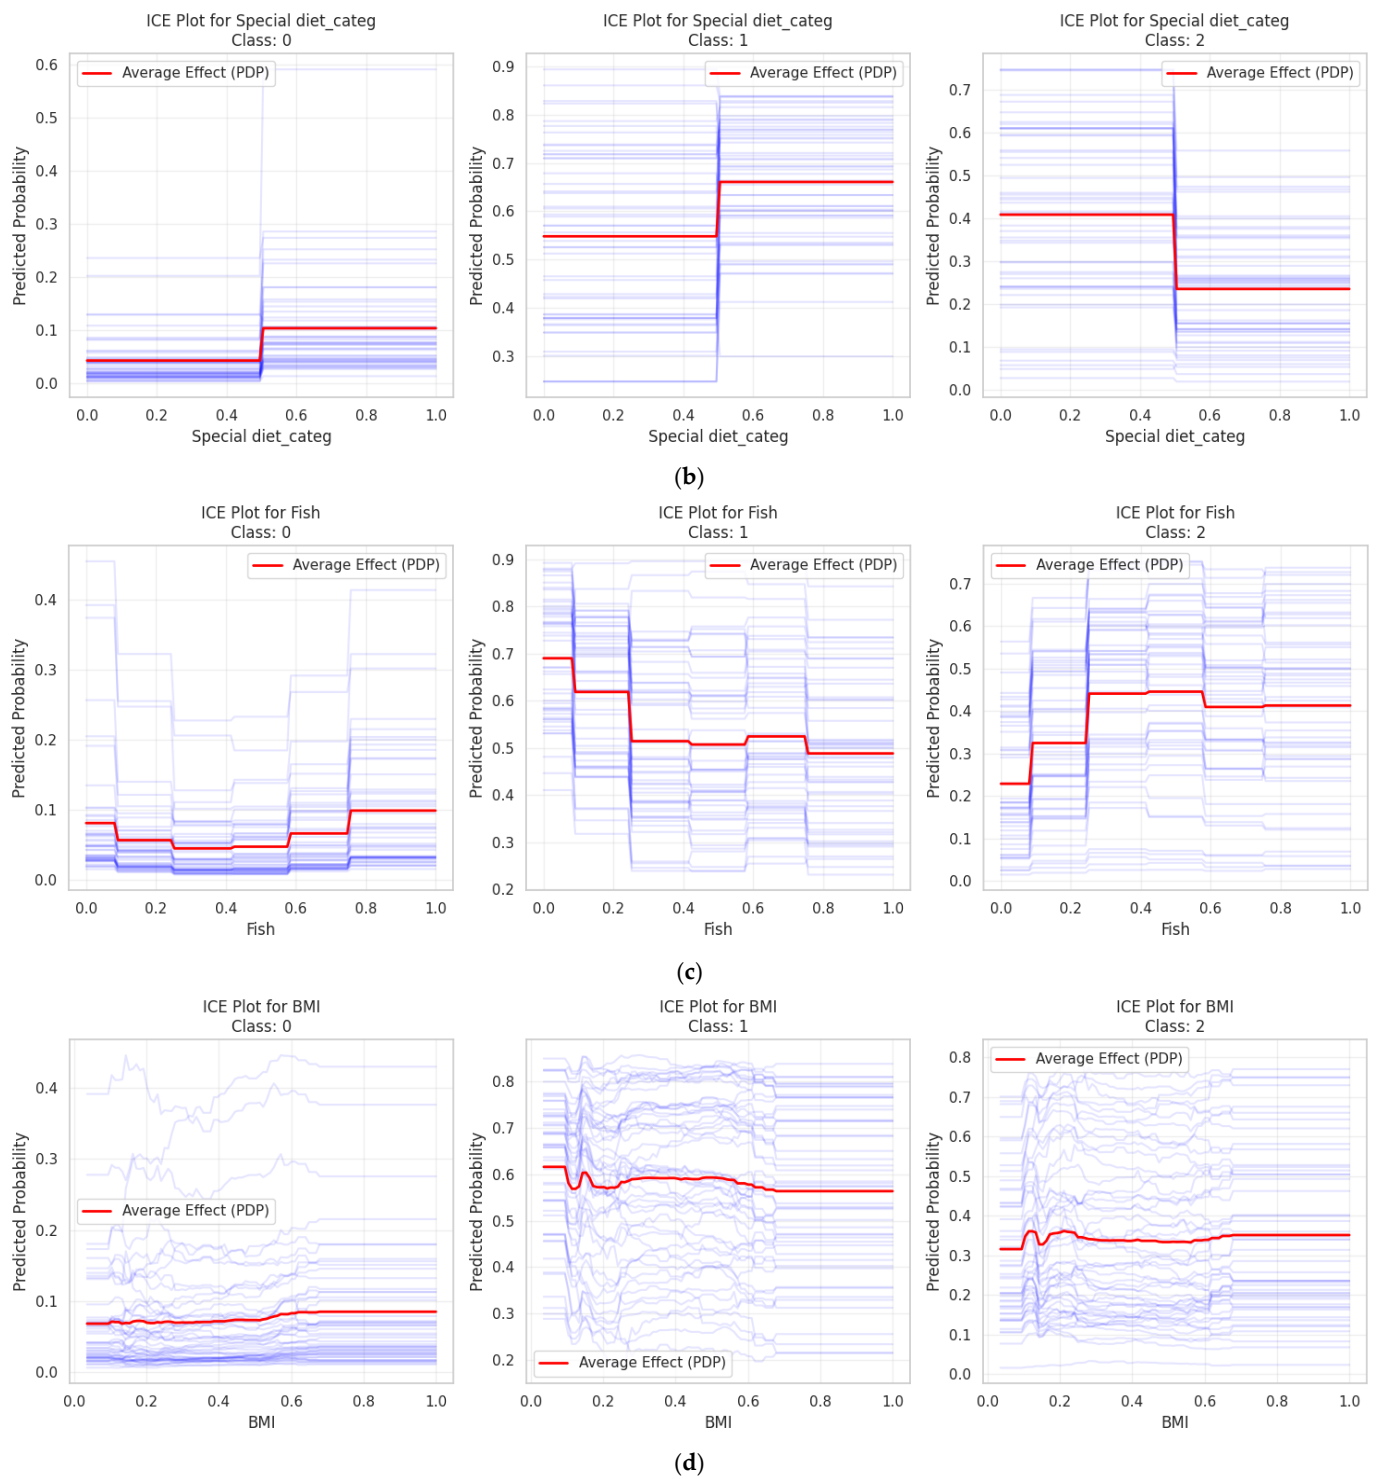 ICE Plot for Special diet_categ
Class: 0
Average Effect (PDP)
Predicted Probability
0.6
0.5
0.4
0.3
0.2
0.1
0.0
0.0 0.2 0.4 0.6 0.8 1.0
Special diet_categ
ICE Plot for Special diet_categ
Class: 1
Average Effect (PDP)
Predicted Probability
0.9
0.8
0.7
0.6
0.5
0.4
0.3
0.0 0.2 0.4 0.6 0.8 1.0
Special diet_categ
ICE Plot for Special diet_categ
Class: 2
Average Effect (PDP)
Predicted Probability
0.7
0.6
0.5
0.4
0.3
0.2
0.1
0.0
0.0 0.2 0.4 0.6 0.8 1.0
Special diet_categ
(b)
ICE Plot for Fish
Class: 0
Average Effect (PDP)
Predicted Probability
0.4
0.3
0.2
0.1
0.0
0.0 0.2 0.4 0.6 0.8 1.0
Fish
ICE Plot for Fish
Class: 1
Average Effect (PDP)
Predicted Probability
0.9
0.8
0.7
0.6
0.5
0.4
0.3
0.2
0.0 0.2 0.4 0.6 0.8 1.0
Fish
ICE Plot for Fish
Class: 2
Average Effect (PDP)
Predicted Probability
0.7
0.6
0.5
0.4
0.3
0.2
0.1
0.0
0.0 0.2 0.4 0.6 0.8 1.0
Fish
(c)
ICE Plot for BMI
Class: 0
Predicted Probability
0.4
0.3
0.2
Average Effect (PDP)
0.1
0.0
0.0 0.2 0.4 0.6 0.8 1.0
BMI
ICE Plot for BMI
Class: 1
Predicted Probability
0.8
0.7
0.6
0.5
0.4
0.3
0.2
Average Effect (PDP)
0.0 0.2 0.4 0.6 0.8 1.0
BMI
ICE Plot for BMI
Class: 2
Average Effect (PDP)
Predicted Probability
0.8
0.7
0.6
0.5
0.4
0.3
0.2
0.1
0.0
0.0 0.2 0.4 0.6 0.8 1.0
BMI
(d)